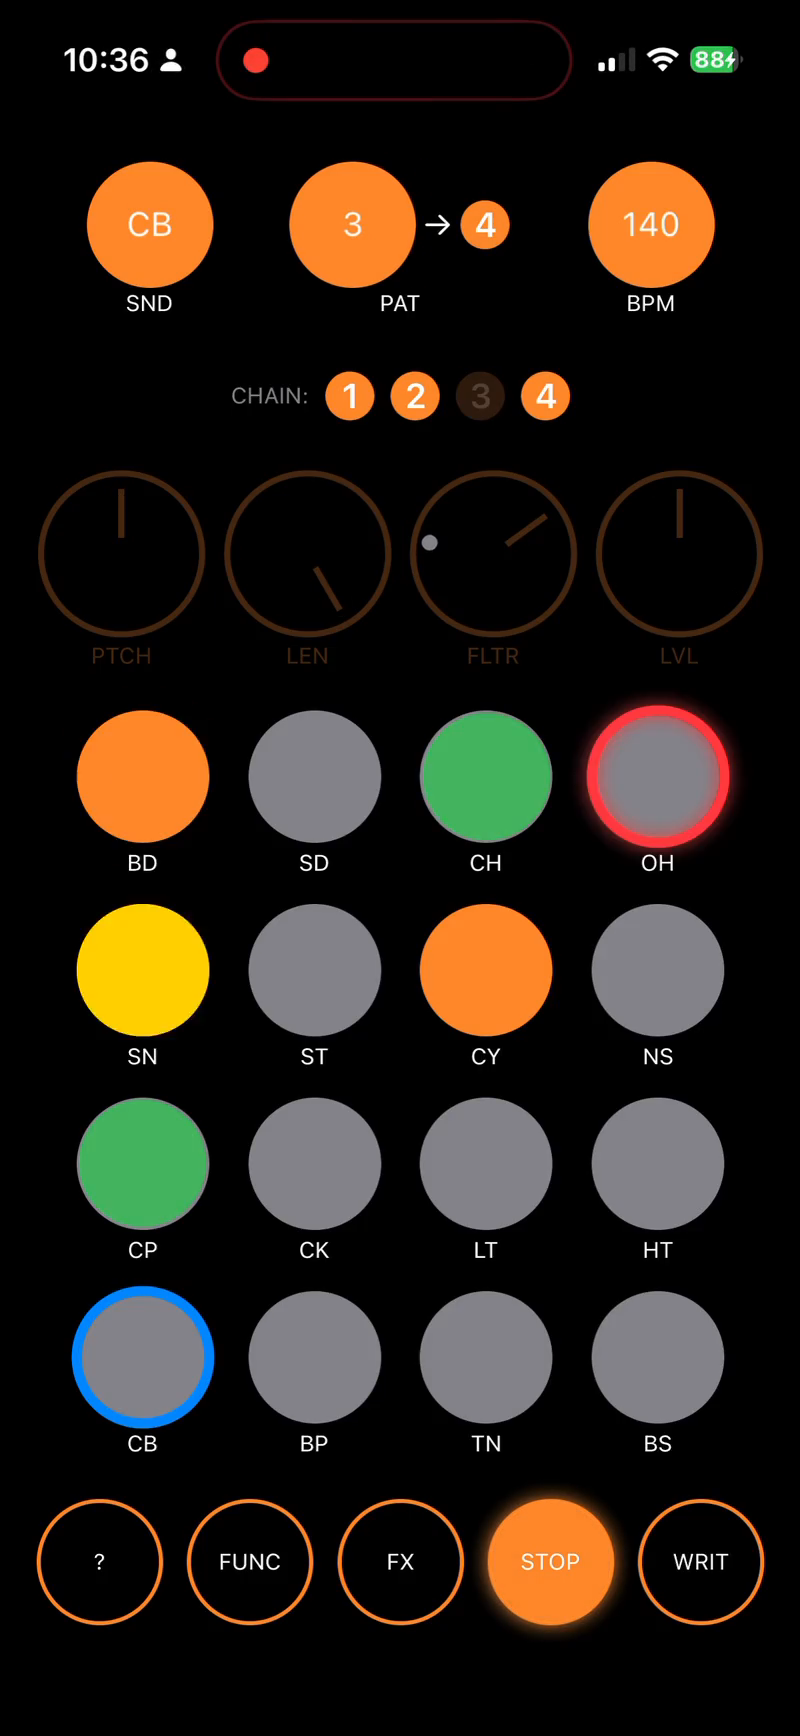 10:36 88
CB 3 → 4 140
SND PAT BPM
CHAIN: 1 2 3 4
PTCH LEN FLTR LVL
BD SD CH OH
SN ST CY NS
CP CK LT HT
CB BP TN BS
? FUNC FX STOP WRIT